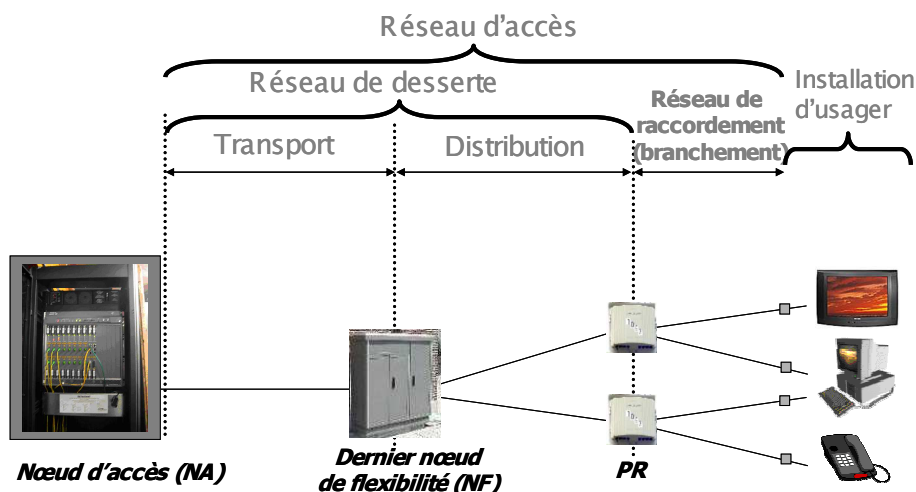 Réseau d'accès
Réseau de desserte
Installation
d'usager
Réseau de
raccordement
(branchement)
Transport
Distribution
Nœud d'accès (NA)
Dernier nœud
de flexibilité (NF)
PR